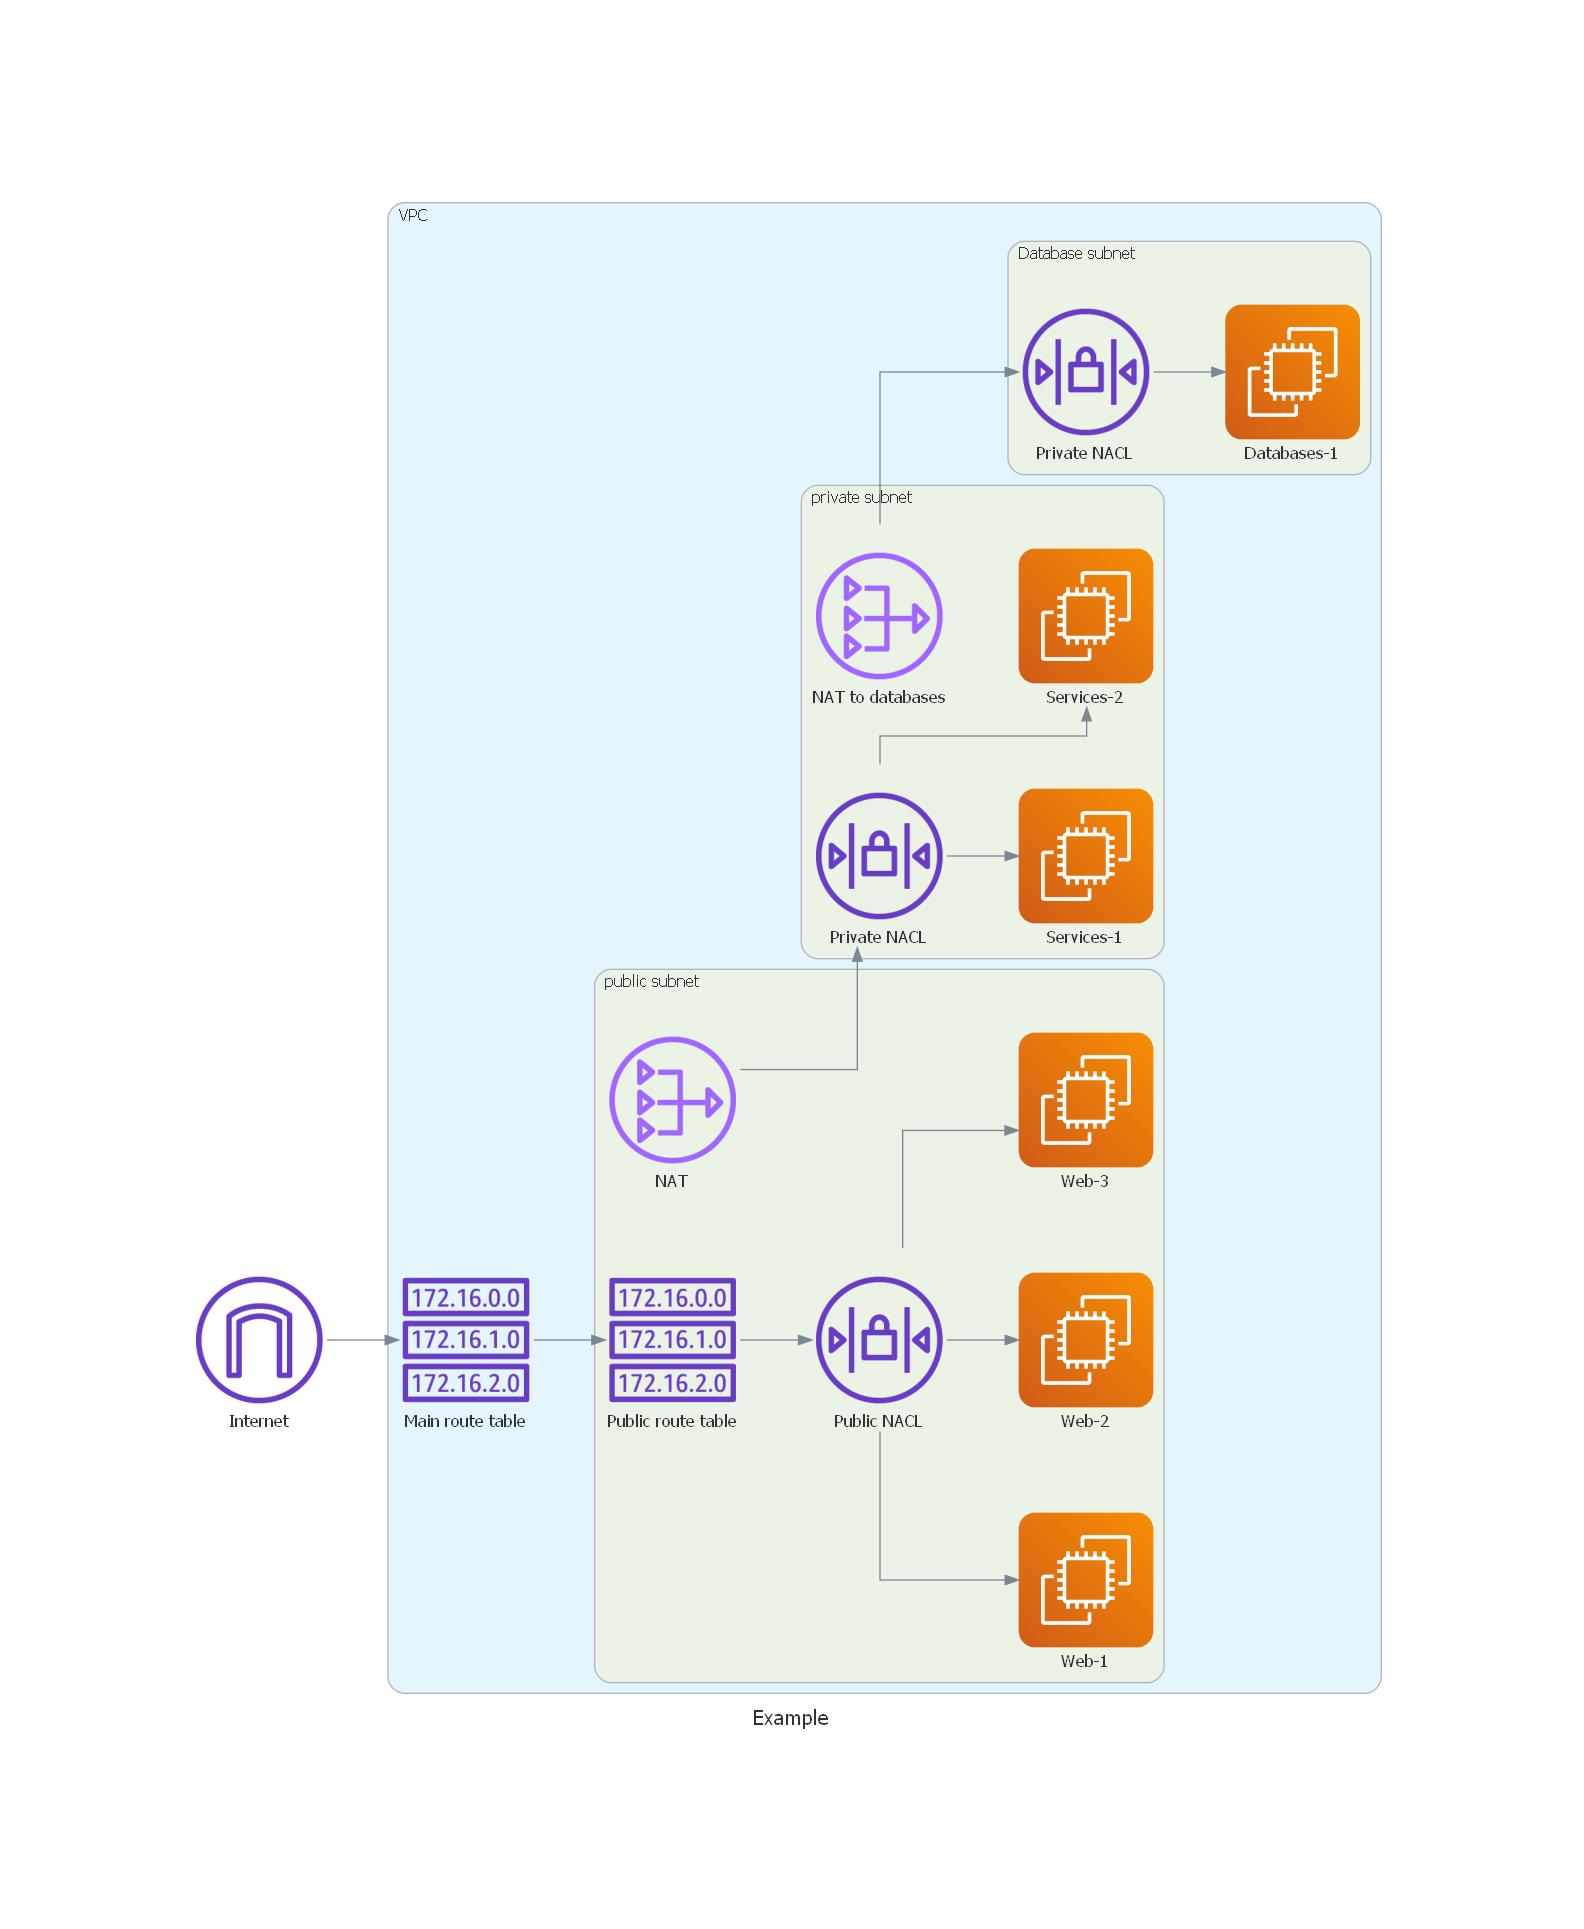 VPC
Database subnet
Private NACL
Databases-1
private subnet
NAT to databases
Services-2
Private NACL
Services-1
public subnet
NAT
Web-3
172.16.0.0
172.16.1.0
172.16.2.0
172.16.0.0
172.16.1.0
172.16.2.0
Internet
Main route table
Public route table
Public NACL
Web-2
Web-1
Example